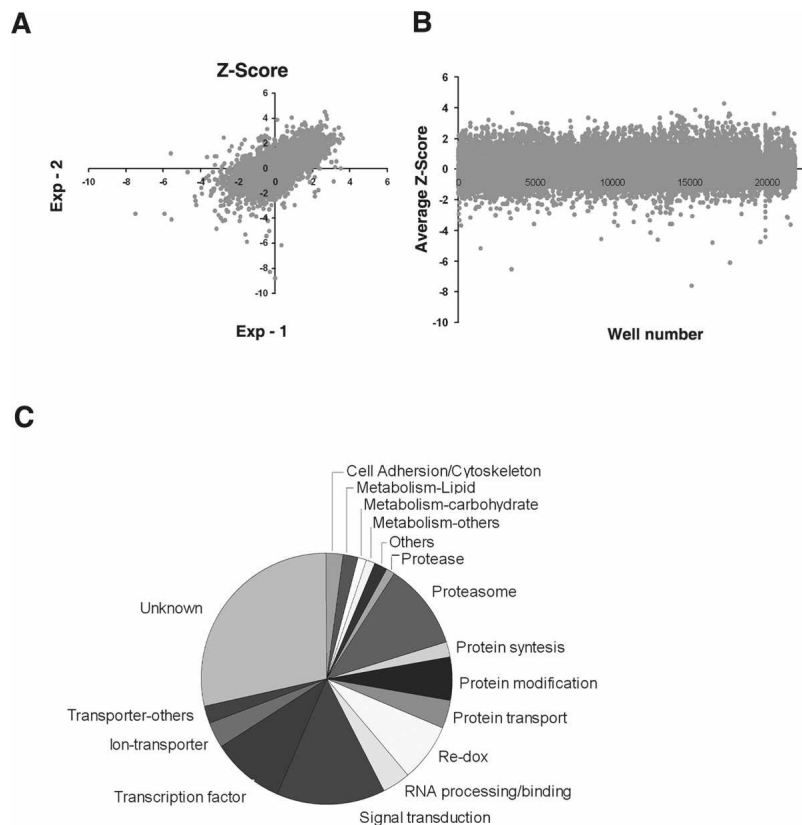 A
Z-Score
6
4
2
0
-10 -8 -6 -4 -2 0 -2 4 6
-2
-4
-6
-8
-10
Exp - 2
Exp - 1
B
6
4
2
0
-2
-4
-6
-8
-10
0 5000 10000 15000 20000
Average Z-Score
Well number
C
Cell Adhesion/Cytoskeleton
Metabolism-Lipid
Metabolism-carbohydrate
Metabolism-others
Others
Protease
Proteasome
Protein syntesis
Protein modification
Protein transport
Re-dox
RNA processing/binding
Signal transduction
Transcription factor
Ion-transporter
Transporter-others
Unknown